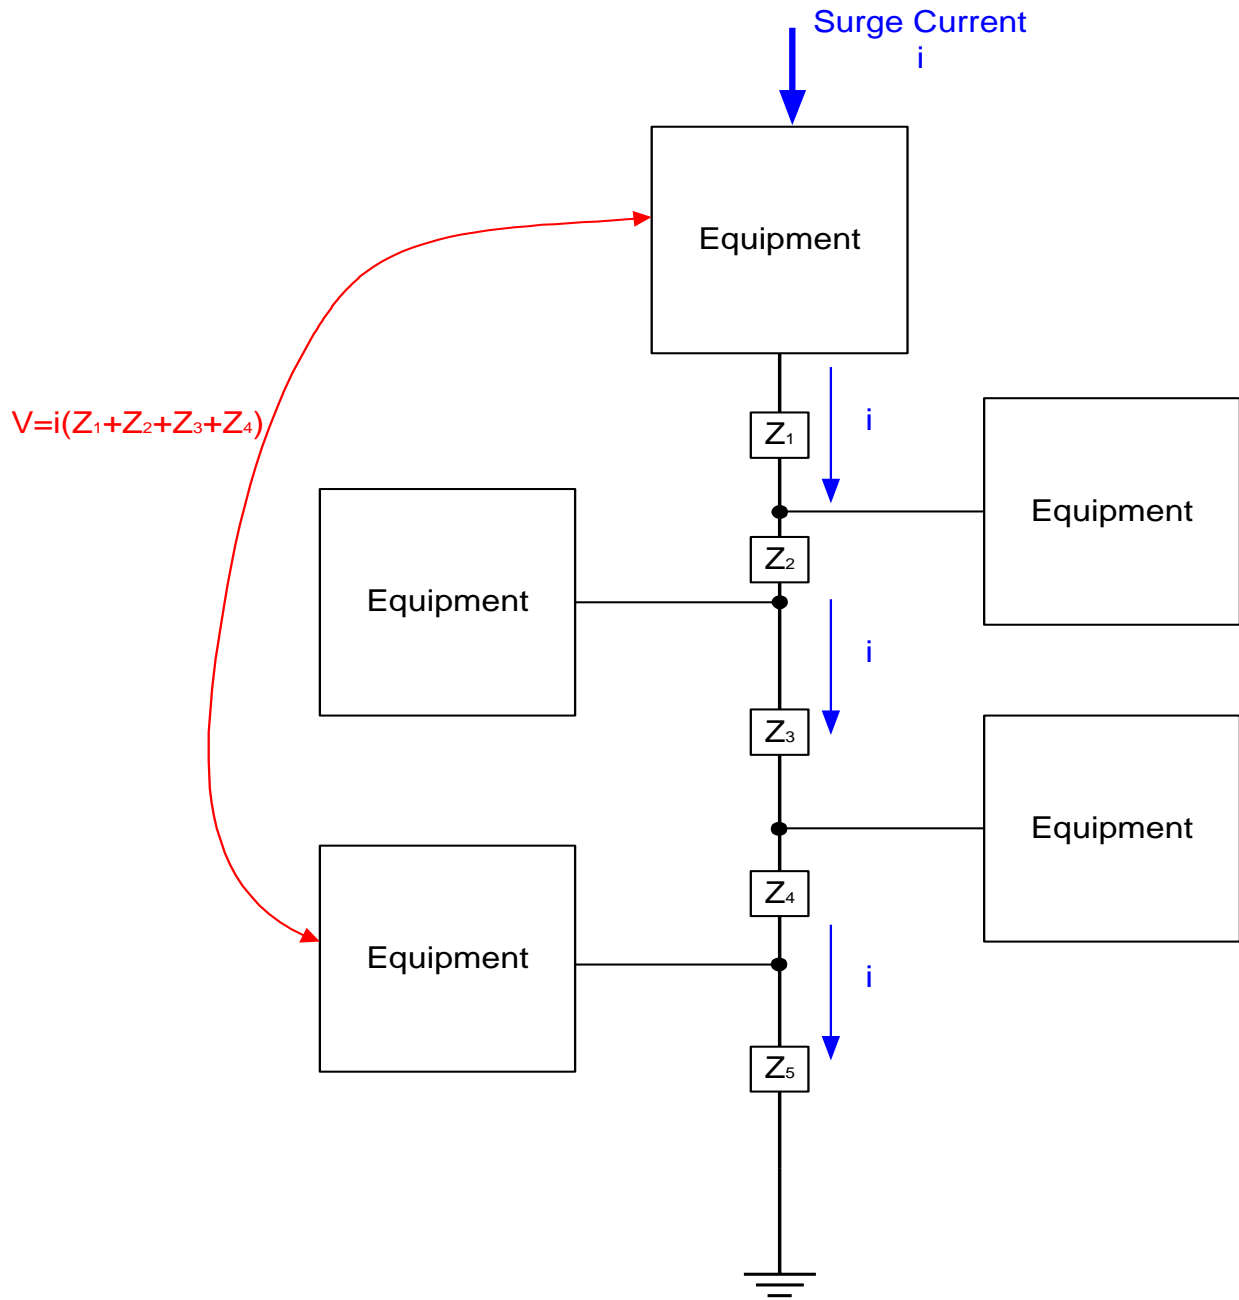 Surge Current
i
Equipment
V=i(Z₁+Z₂+Z₃+Z₄)
Z₁
i
Equipment
Z₂
Equipment
i
Z₃
Equipment
Z₄
Equipment
i
Z₅